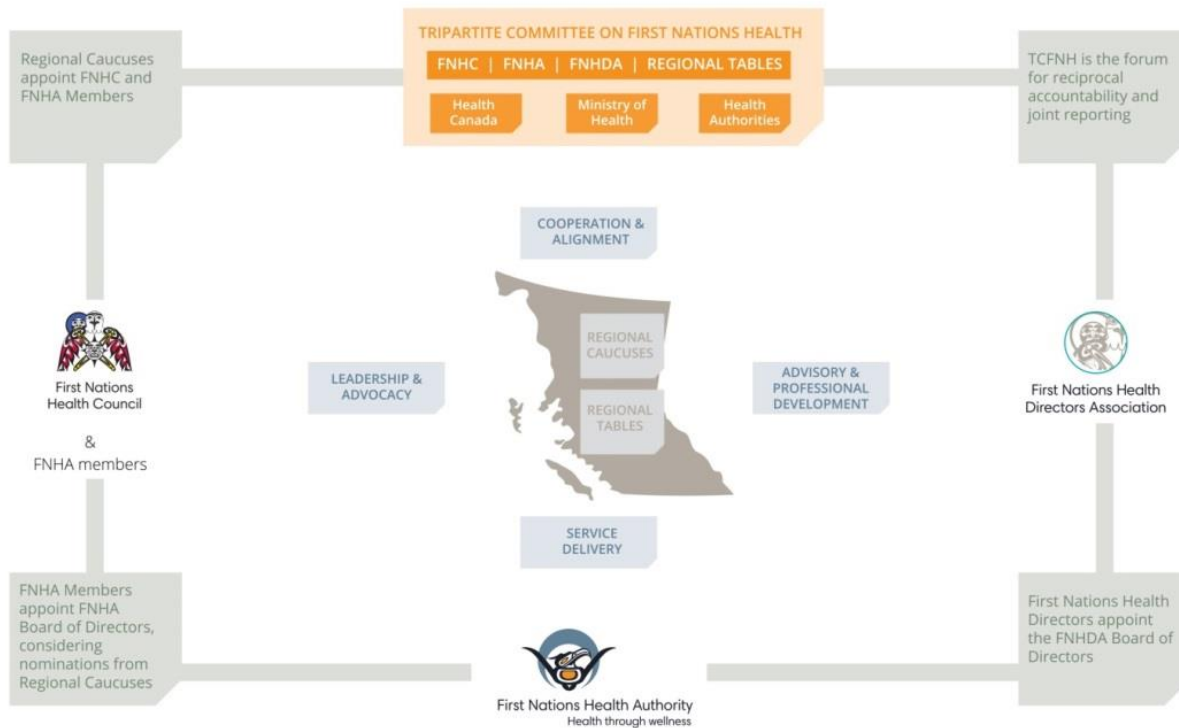 TRIPARTITE COMMITTEE ON FIRST NATIONS HEALTH
FNHC | FNHA | FNHDA | REGIONAL TABLES
Health
Canada
Ministry of
Health
Health
Authorities
Regional Caucuses
appoint FNHC and
FNHA Members
TCFNH is the forum
for reciprocal
accountability and
joint reporting
COOPERATION &
ALIGNMENT
REGIONAL
CAUCUSES
REGIONAL
TABLES
LEADERSHIP &
ADVOCACY
ADVISORY &
PROFESSIONAL
DEVELOPMENT
First Nations
Health Council
&
FNHA members
First Nations Health
Directors Association
SERVICE
DELIVERY
FNHA Members
appoint FNHA
Board of Directors,
considering
nominations from
Regional Caucuses
First Nations Health
Directors appoint
the FNHDA Board of
Directors
First Nations Health Authority
Health through wellness